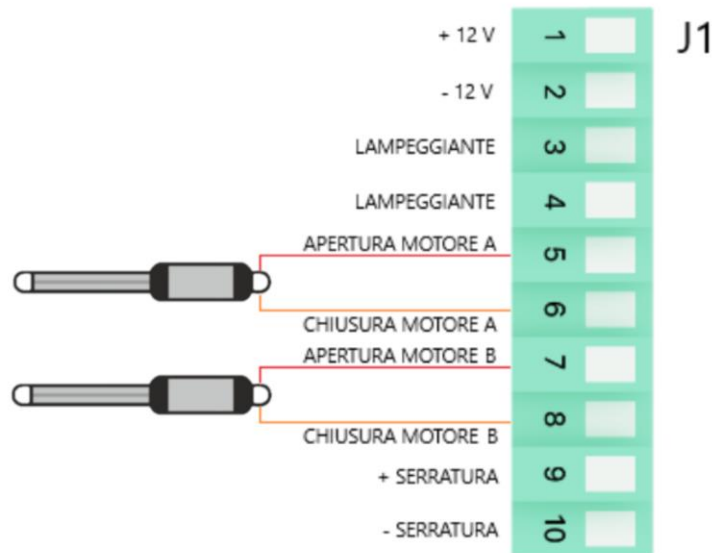 J1
+ 12 V 1
- 12 V 2
LAMPEGGIANTE 3
LAMPEGGIANTE 4
APERTURA MOTORE A 5
CHIUSURA MOTORE A 6
APERTURA MOTORE B 7
CHIUSURA MOTORE B 8
+ SERRATURA 9
- SERRATURA 10